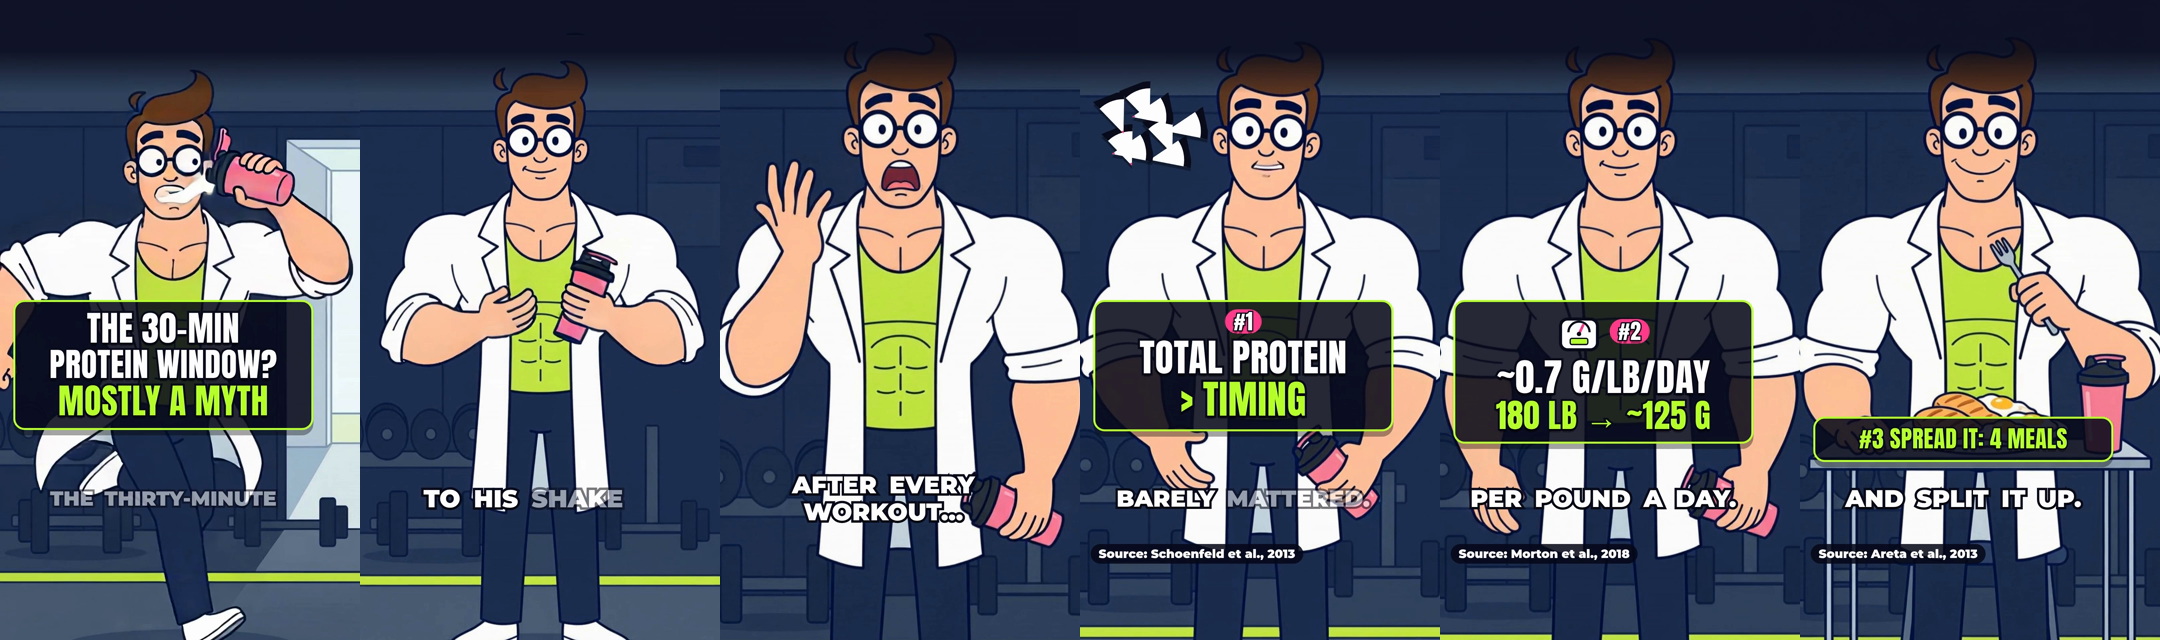 THE 30-MIN
PROTEIN WINDOW?
MOSTLY A MYTH
THE THIRTY-MINUTE
TO HIS SHAKE
AFTER EVERY
WORKOUT...
#1
TOTAL PROTEIN
> TIMING
BARELY MATTERED.
Source: Schoenfeld et al., 2013
#2
~0.7 G/LB/DAY
180 LB → ~125 G
PER POUND A DAY.
Source: Morton et al., 2018
#3 SPREAD IT: 4 MEALS
AND SPLIT IT UP.
Source: Areta et al., 2013